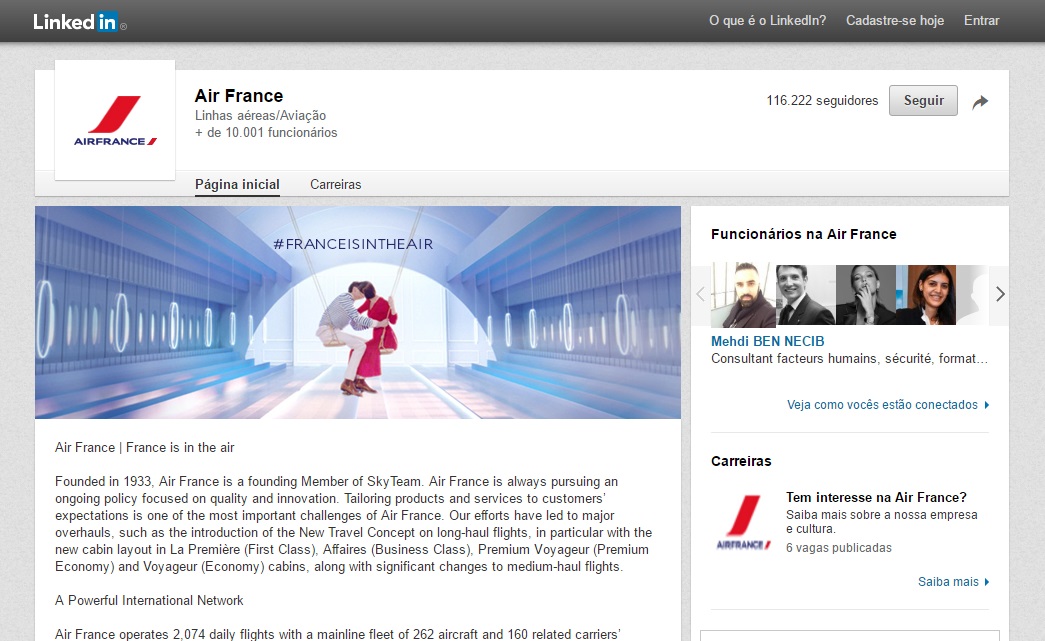 Linked in ®
O que é o LinkedIn?
Cadastre-se hoje
Entrar
AIRFRANCE
Air France
Linhas aéreas/Aviação
+ de 10.001 funcionários
116.222 seguidores
Seguir
Página inicial
Carreiras
#FRANCEISINTHEAIR
Air France | France is in the air
Founded in 1933, Air France is a founding Member of SkyTeam. Air France is always pursuing an
ongoing policy focused on quality and innovation. Tailoring products and services to customers'
expectations is one of the most important challenges of Air France. Our efforts have led to major
overhauls, such as the introduction of the New Travel Concept on long-haul flights, in particular with the
new cabin layout in La Première (First Class), Affaires (Business Class), Premium Voyageur (Premium
Economy) and Voyageur (Economy) cabins, along with significant changes to medium-haul flights.
A Powerful International Network
Air France operates 2,074 daily flights with a mainline fleet of 262 aircraft and 160 related carriers'
Funcionários na Air France
Mehdi BEN NECIB
Consultant facteurs humains, sécurité, format...
Veja como vocês estão conectados
Carreiras
AIRFRANCE
Tem interesse na Air France?
Saiba mais sobre a nossa empresa
e cultura.
6 vagas publicadas
Saiba mais